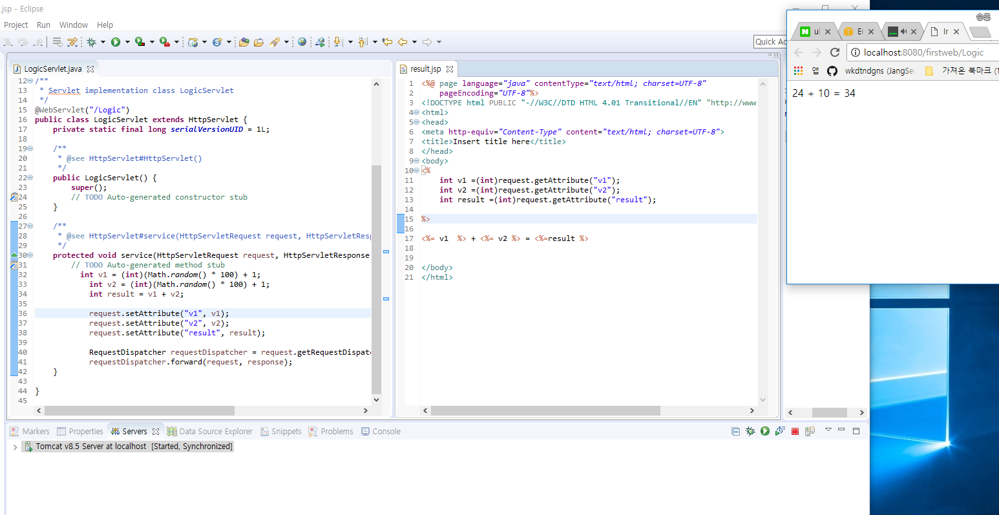 .jsp - Eclipse
Project Run Window Help
Quick Ac
LogicServlet.java
12 /**
13 * Servlet implementation class LogicServlet
14 */
15 @WebServlet("/Logic")
16 public class LogicServlet extends HttpServlet {
17 private static final long serialVersionUID = 1L;
18
19 /**
20 * @see HttpServlet#HttpServlet()
21 */
22 public LogicServlet() {
23 super();
24 // TODO Auto-generated constructor stub
25 }
26
27 /**
28 * @see HttpServlet#service(HttpServletRequest request, HttpServletResp
29 */
30 protected void service(HttpServletRequest request, HttpServletResponse
31 // TODO Auto-generated method stub
32 int v1 = (int)(Math.random() * 100) + 1;
33 int v2 = (int)(Math.random() * 100) + 1;
34 int result = v1 + v2;
35
36 request.setAttribute("v1", v1);
37 request.setAttribute("v2", v2);
38 request.setAttribute("result", result);
39
40 RequestDispatcher requestDispatcher = request.getRequestDispat
41 requestDispatcher.forward(request, response);
42 }
43
44 }
45
result.jsp
1 <%@ page language="java" contentType="text/html; charset=UTF-8"
2 pageEncoding="UTF-8"%>
3 <!DOCTYPE html PUBLIC "-//W3C//DTD HTML 4.01 Transitional//EN" "http://www
4 <html>
5 <head>
6 <meta http-equiv="Content-Type" content="text/html; charset=UTF-8">
7 <title>Insert title here</title>
8 </head>
9 <body>
10 <%
11 int v1 =(int)request.getAttribute("v1");
12 int v2 =(int)request.getAttribute("v2");
13 int result =(int)request.getAttribute("result");
14
15 %>
16
17 <%= v1 %> + <%= v2 %> = <%=result %>
18
19
20 </body>
21 </html>
Markers Properties Servers Data Source Explorer Snippets Problems Console
Tomcat v8.5 Server at localhost [Started, Synchronized]
송훈
ul EC In
localhost:8080/firstweb/Logic
앱 wkdtndgns (JangSeu 가져온 북마크 (1
24 + 10 = 34